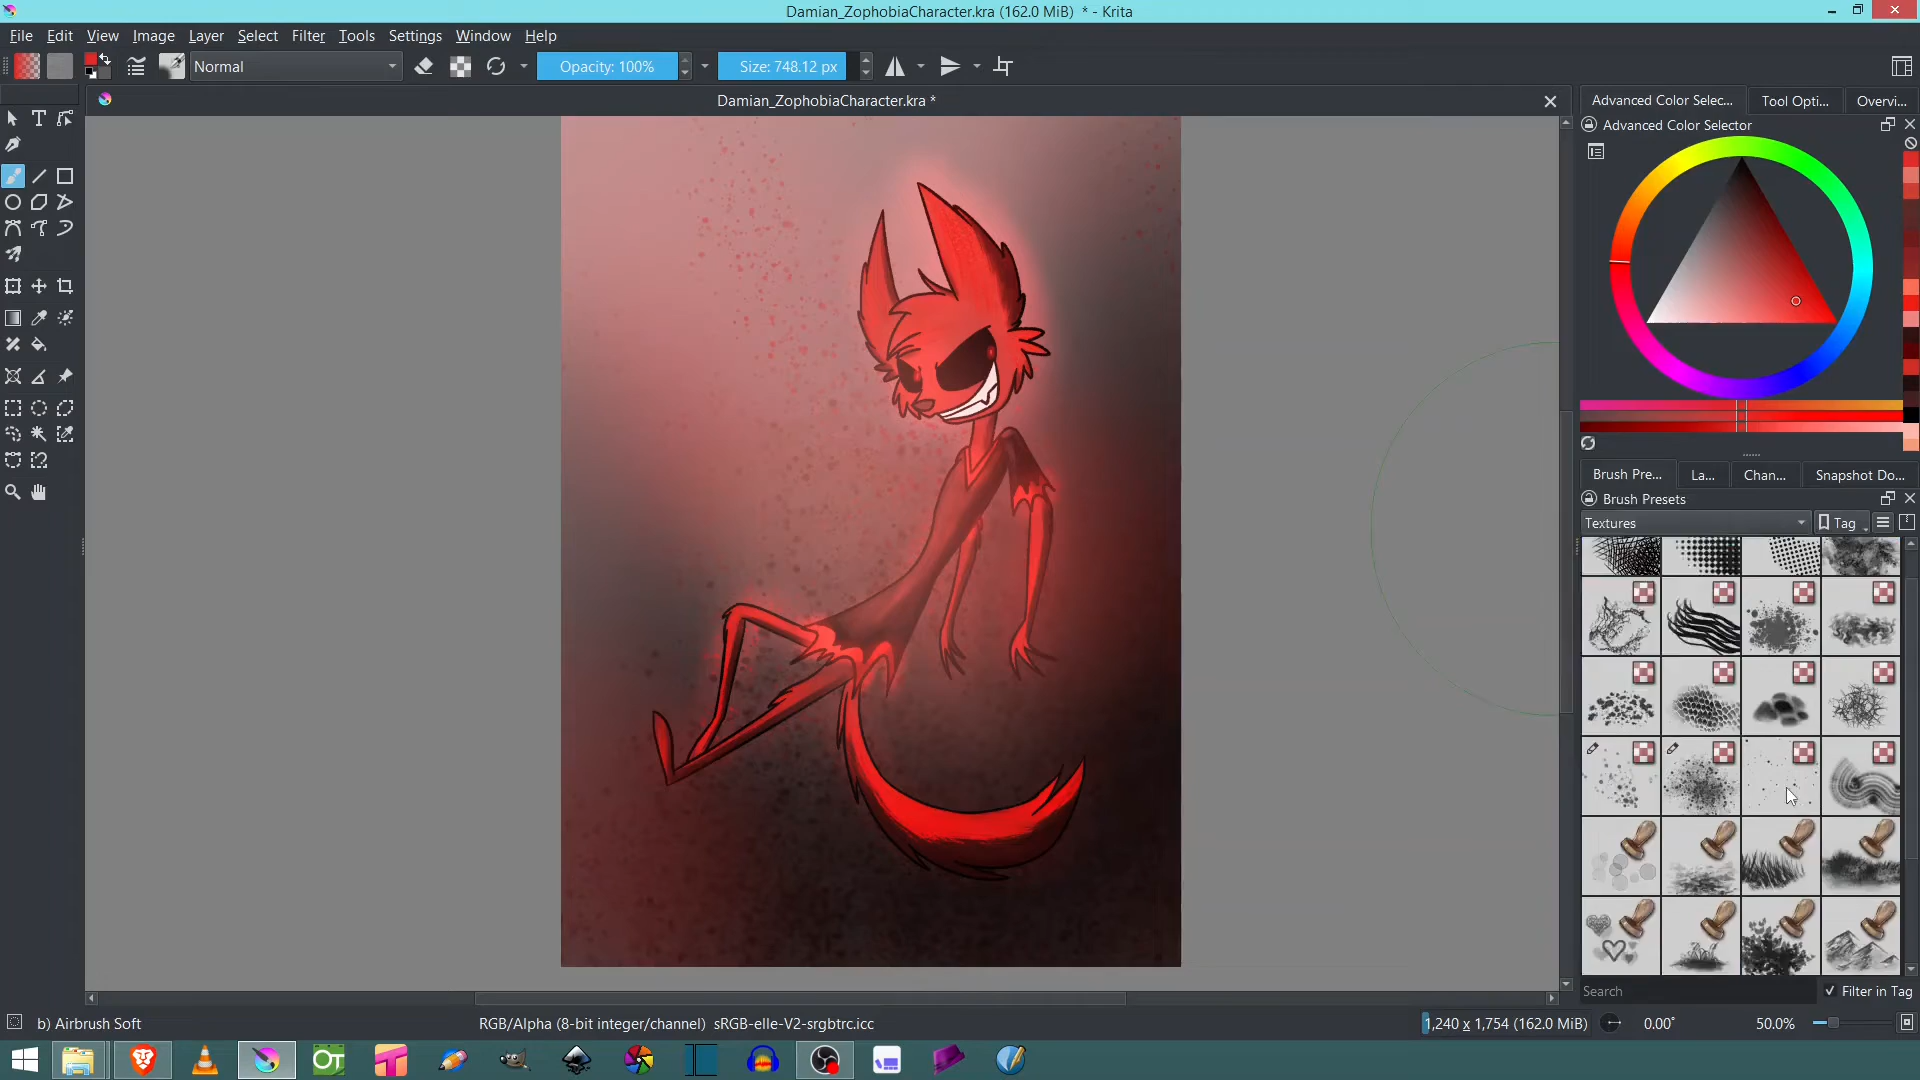 Damian_ZophobiaCharacter.kra (162.0 MiB) * - Krita
File Edit View Image Layer Select Filter Tools Settings Window Help
Normal
Opacity: 100%
Size: 748.12 px
Damian_ZophobiaCharacter.kra *
Advanced Color Selec...
Tool Opti...
Overvi...
Advanced Color Selector
Brush Pre...
La...
Chan...
Snapshot Do...
Brush Presets
Textures
Tag
Search
Filter in Tag
b) Airbrush Soft
RGB/Alpha (8-bit integer/channel) sRGB-elle-V2-srgbtrc.icc
1,240 x 1,754 (162.0 MiB)
0.00°
50.0%
OT